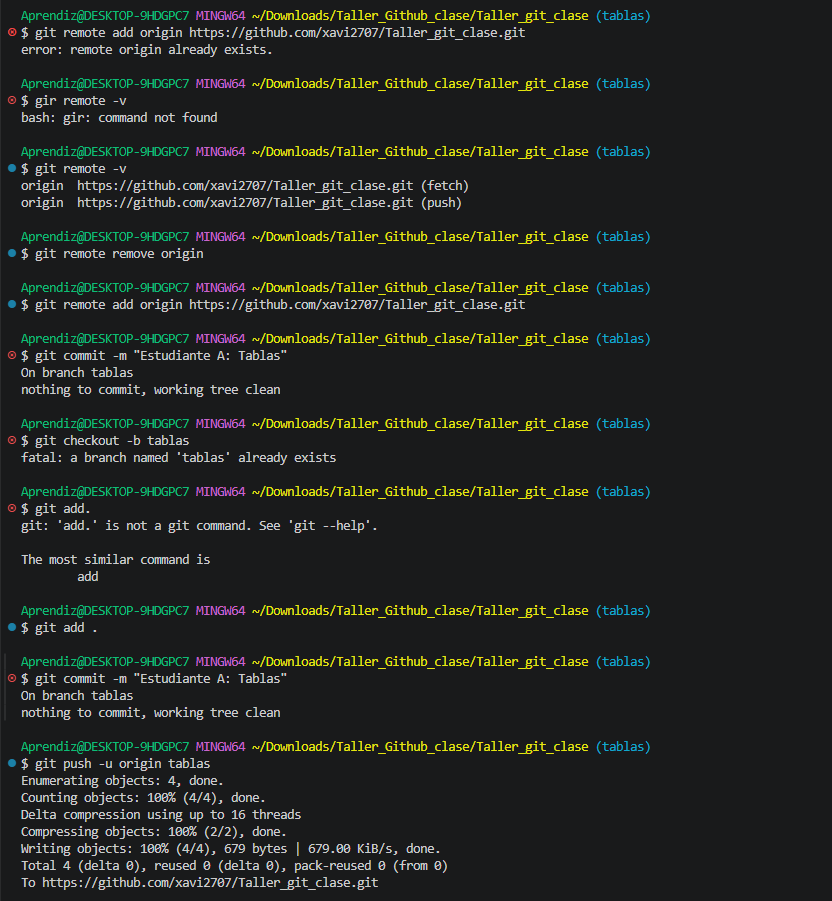 Aprendiz@DESKTOP-9HDGPC7 MINGW64 ~/Downloads/Taller_Github_clase/Taller_git_clase (tablas)
$ git remote add origin https://github.com/xavi2707/Taller_git_clase.git
error: remote origin already exists.
Aprendiz@DESKTOP-9HDGPC7 MINGW64 ~/Downloads/Taller_Github_clase/Taller_git_clase (tablas)
$ gir remote -v
bash: gir: command not found
Aprendiz@DESKTOP-9HDGPC7 MINGW64 ~/Downloads/Taller_Github_clase/Taller_git_clase (tablas)
$ git remote -v
origin  https://github.com/xavi2707/Taller_git_clase.git (fetch)
origin  https://github.com/xavi2707/Taller_git_clase.git (push)
Aprendiz@DESKTOP-9HDGPC7 MINGW64 ~/Downloads/Taller_Github_clase/Taller_git_clase (tablas)
$ git remote remove origin
Aprendiz@DESKTOP-9HDGPC7 MINGW64 ~/Downloads/Taller_Github_clase/Taller_git_clase (tablas)
$ git remote add origin https://github.com/xavi2707/Taller_git_clase.git
Aprendiz@DESKTOP-9HDGPC7 MINGW64 ~/Downloads/Taller_Github_clase/Taller_git_clase (tablas)
$ git commit -m "Estudiante A: Tablas"
On branch tablas
nothing to commit, working tree clean
Aprendiz@DESKTOP-9HDGPC7 MINGW64 ~/Downloads/Taller_Github_clase/Taller_git_clase (tablas)
$ git checkout -b tablas
fatal: a branch named 'tablas' already exists
Aprendiz@DESKTOP-9HDGPC7 MINGW64 ~/Downloads/Taller_Github_clase/Taller_git_clase (tablas)
$ git add.
git: 'add.' is not a git command. See 'git --help'.
The most similar command is
        add
Aprendiz@DESKTOP-9HDGPC7 MINGW64 ~/Downloads/Taller_Github_clase/Taller_git_clase (tablas)
$ git add .
Aprendiz@DESKTOP-9HDGPC7 MINGW64 ~/Downloads/Taller_Github_clase/Taller_git_clase (tablas)
$ git commit -m "Estudiante A: Tablas"
On branch tablas
nothing to commit, working tree clean
Aprendiz@DESKTOP-9HDGPC7 MINGW64 ~/Downloads/Taller_Github_clase/Taller_git_clase (tablas)
$ git push -u origin tablas
Enumerating objects: 4, done.
Counting objects: 100% (4/4), done.
Delta compression using up to 16 threads
Compressing objects: 100% (2/2), done.
Writing objects: 100% (4/4), 679 bytes | 679.00 KiB/s, done.
Total 4 (delta 0), reused 0 (delta 0), pack-reused 0 (from 0)
To https://github.com/xavi2707/Taller_git_clase.git